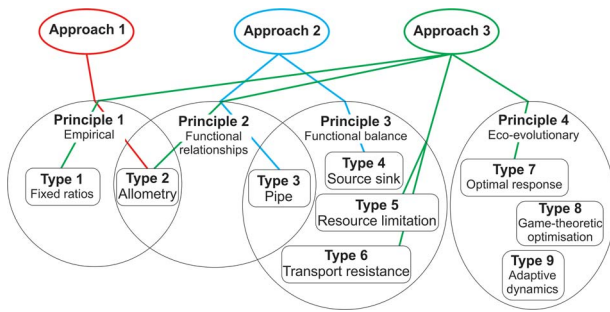 Approach 1
Approach 2
Approach 3
Principle 1
Empirical
Principle 2
Functional
relationships
Principle 3
Functional balance
Principle 4
Eco-evolutionary
Type 1
Fixed ratios
Type 2
Allometry
Type 3
Pipe
Type 4
Source sink
Type 5
Resource limitation
Type 6
Transport resistance
Type 7
Optimal response
Type 8
Game-theoretic
optimisation
Type 9
Adaptive
dynamics